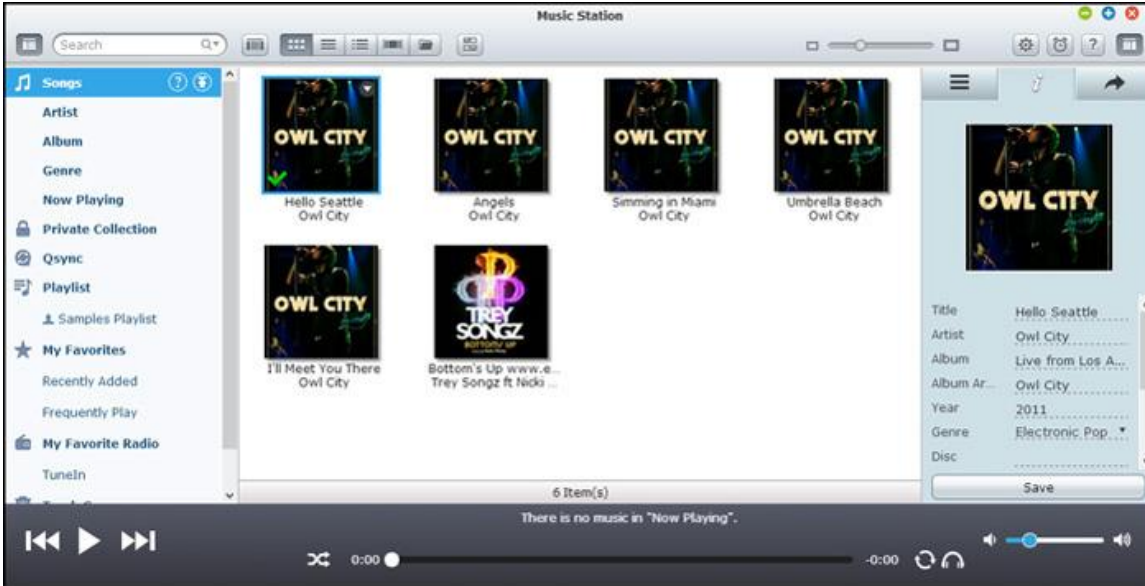 Music Station
Search
Songs
Artist
Album
Genre
Now Playing
Private Collection
Qsync
Playlist
Samples Playlist
My Favorites
Recently Added
Frequently Play
My Favorite Radio
TuneIn
OWL CITY
Hello Seattle
Owl City
OWL CITY
Angels
Owl City
OWL CITY
Simming in Miami
Owl City
OWL CITY
Umbrella Beach
Owl City
OWL CITY
I'll Meet You There
Owl City
TREY
SONGZ
BOTTOM'S UP
Bottom's Up www.e...
Trey Songz ft Nicki ...
6 Item(s)
OWL CITY
Title Hello Seattle
Artist Owl City
Album Live from Los A...
Album Ar... Owl City
Year 2011
Genre Electronic Pop
Disc
Save
There is no music in "Now Playing".
0:00 -0:00